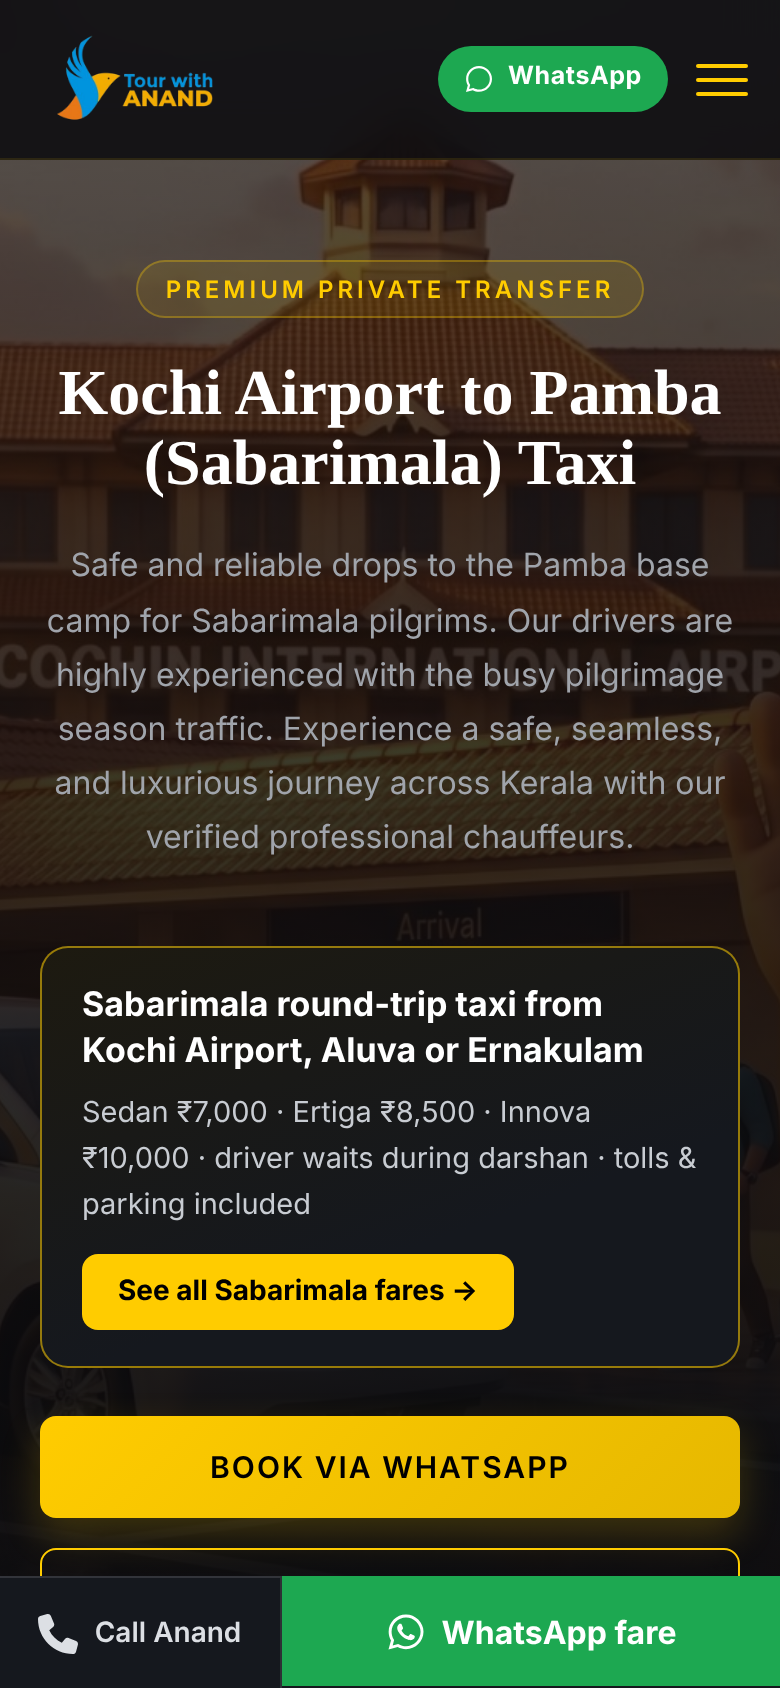 Tour with
ANAND
WhatsApp
PREMIUM PRIVATE TRANSFER
Kochi Airport to Pamba
(Sabarimala) Taxi
Safe and reliable drops to the Pamba base
camp for Sabarimala pilgrims. Our drivers are
COCHIN INTERNATIONAL AIRP
highly experienced with the busy pilgrimage
season traffic. Experience a safe, seamless,
and luxurious journey across Kerala with our
verified professional chauffeurs.
Arrival
Sabarimala round-trip taxi from
Kochi Airport, Aluva or Ernakulam
Sedan ₹7,000 · Ertiga ₹8,500 · Innova
₹10,000 · driver waits during darshan · tolls &
parking included
See all Sabarimala fares →
BOOK VIA WHATSAPP
Call Anand
WhatsApp fare